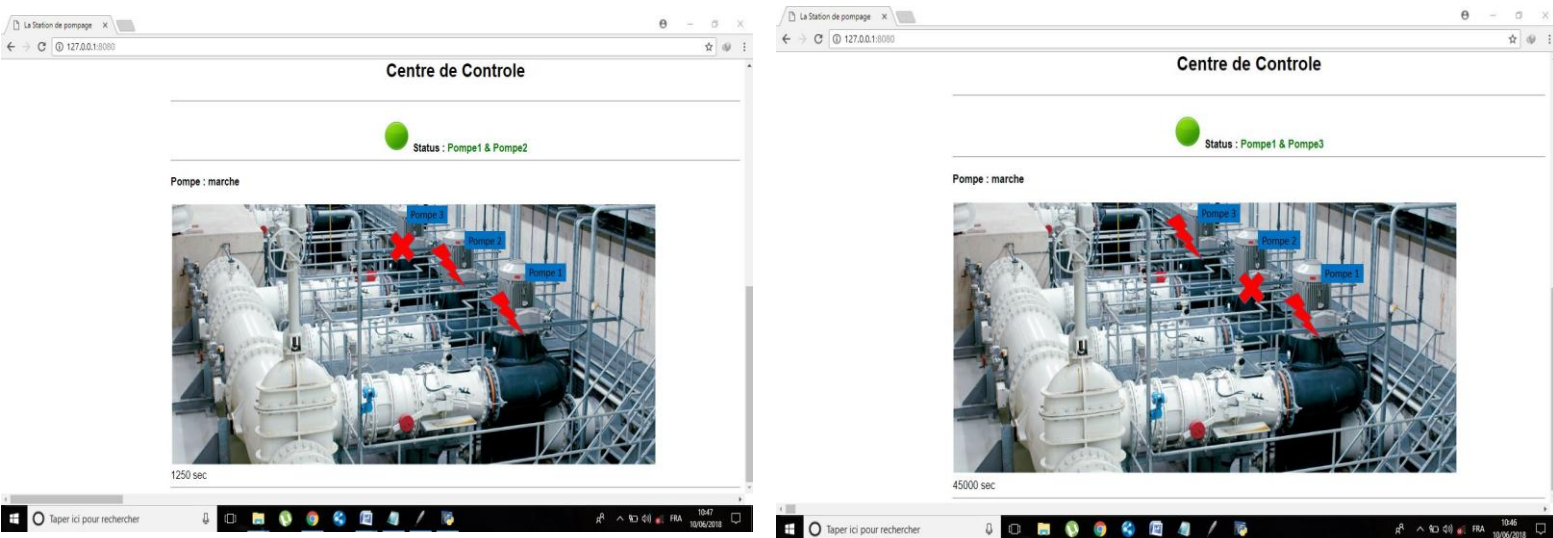 La Station de pompage
127.0.0.1:8080
Centre de Controle
Status : Pompe1 & Pompe2
Pompe : marche
Pompe 3
Pompe 2
Pompe 1
1250 sec
Taper ici pour rechercher
FRA
10:47
10/06/2018
La Station de pompage
127.0.0.1:8080
Centre de Controle
Status : Pompe1 & Pompe3
Pompe : marche
Pompe 3
Pompe 2
Pompe 1
45000 sec
Taper ici pour rechercher
FRA
10:46
10/06/2018